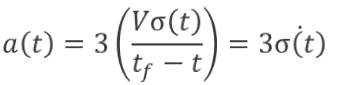 a(t) = 3 (Vσ(t) / t_f − t) = 3σ̇(t)